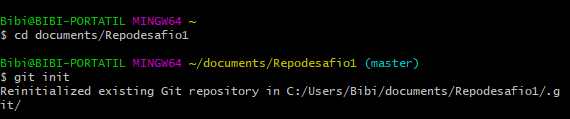 Bibi@BIBI-PORTATIL MINGW64 ~
$ cd documents/Repodesafio1
Bibi@BIBI-PORTATIL MINGW64 ~/documents/Repodesafio1 (master)
$ git init
Reinitialized existing Git repository in C:/Users/Bibi/documents/Repodesafio1/.g
it/